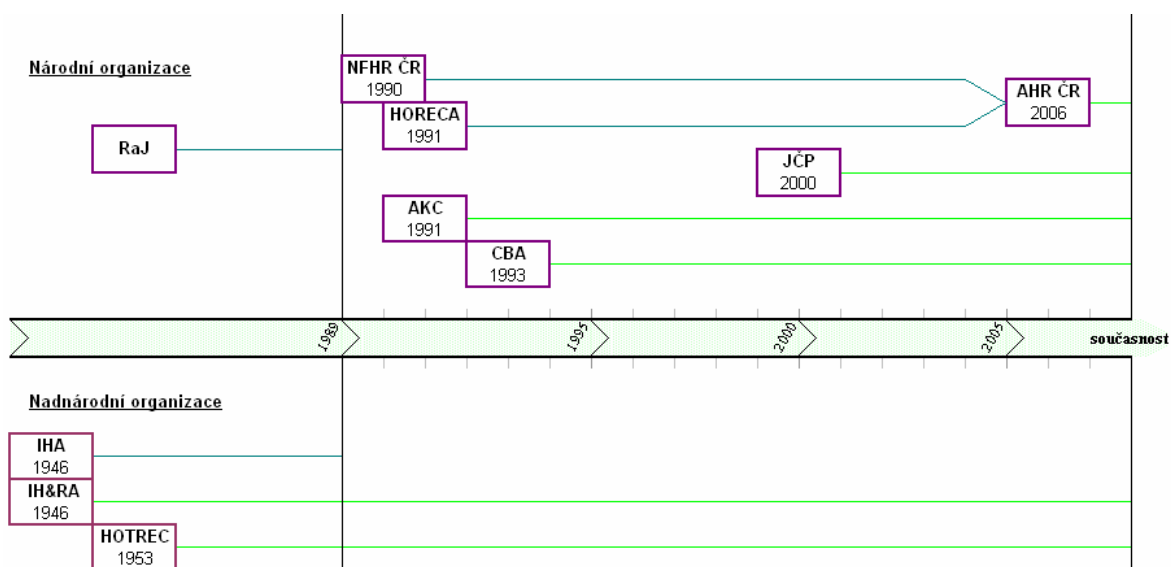 Národní organizace
NFHR ČR
1990
HORECA
1991
AHR ČR
2006
RaJ
JČP
2000
AKC
1991
CBA
1993
1989
1995
2000
2005
současnost
Nadnárodní organizace
IHA
1946
IH&RA
1946
HOTREC
1953